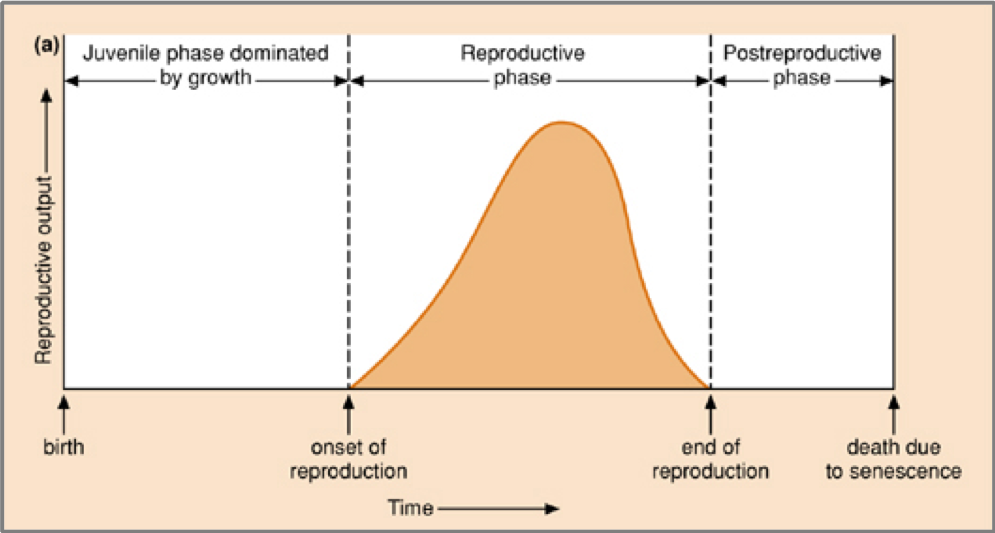 (a)
Juvenile phase dominated
by growth
Reproductive
phase
Postreproductive
phase
Reproductive output
birth
onset of
reproduction
end of
reproduction
death due
to senescence
Time